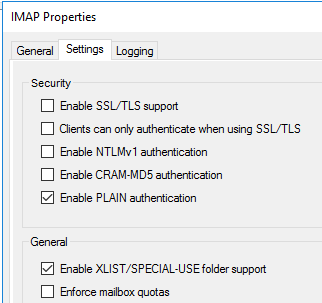 IMAP Properties
General Settings Logging
Security
Enable SSL/TLS support
Clients can only authenticate when using SSL/TLS
Enable NTLMv1 authentication
Enable CRAM-MD5 authentication
Enable PLAIN authentication
General
Enable XLIST/SPECIAL-USE folder support
Enforce mailbox quotas